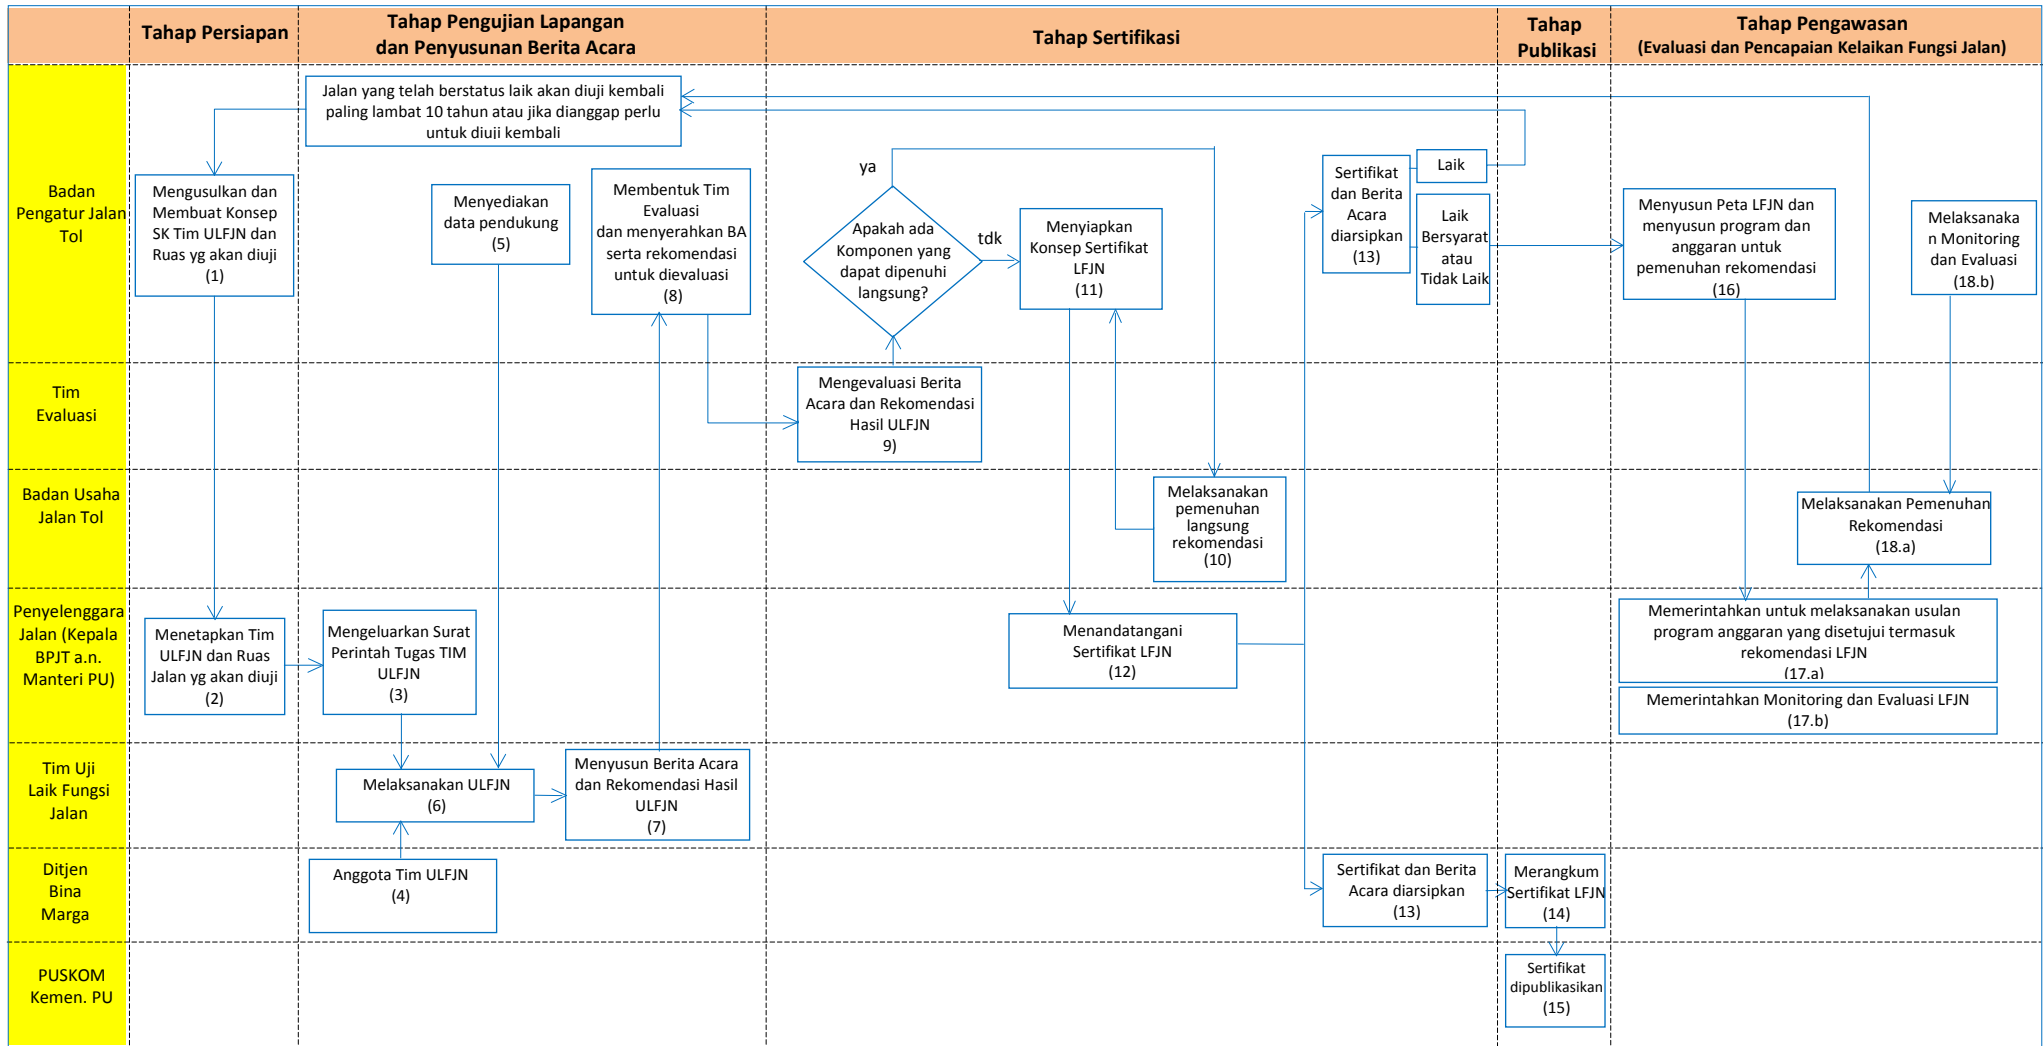 Tahap Persiapan
Tahap Pengujian Lapangan
dan Penyusunan Berita Acara
Tahap Sertifikasi
Tahap
Publikasi
Tahap Pengawasan
(Evaluasi dan Pencapaian Kelaikan Fungsi Jalan)
Badan
Pengatur Jalan
Tol
Jalan yang telah berstatus laik akan diuji kembali
paling lambat 10 tahun atau jika dianggap perlu
untuk diuji kembali
Mengusulkan dan
Membuat Konsep
SK Tim ULFJN dan
Ruas yg akan diuji
(1)
Menyediakan
data pendukung
(5)
Membentuk Tim
Evaluasi
dan menyerahkan BA
serta rekomendasi
untuk dievaluasi
(8)
ya
Apakah ada
Komponen yang
dapat dipenuhi
langsung?
tdk
Menyiapkan
Konsep Sertifikat
LFJN
(11)
Sertifikat
dan Berita
Acara
diarsipkan
(13)
Laik
Laik
Bersyarat
atau
Tidak Laik
Menyusun Peta LFJN dan
menyusun program dan
anggaran untuk
pemenuhan rekomendasi
(16)
Melaksanaka
n Monitoring
dan Evaluasi
(18.b)
Tim
Evaluasi
Mengevaluasi Berita
Acara dan Rekomendasi
Hasil ULFJN
9)
Badan Usaha
Jalan Tol
Melaksanakan
pemenuhan
langsung
rekomendasi
(10)
Melaksanakan Pemenuhan
Rekomendasi
(18.a)
Penyelenggara
Jalan (Kepala
BPJT a.n.
Manteri PU)
Menetapkan Tim
ULFJN dan Ruas
Jalan yg akan diuji
(2)
Mengeluarkan Surat
Perintah Tugas TIM
ULFJN
(3)
Menandatangani
Sertifikat LFJN
(12)
Memerintahkan untuk melaksanakan usulan
program anggaran yang disetujui termasuk
rekomendasi LFJN
(17.a)
Memerintahkan Monitoring dan Evaluasi LFJN
(17.b)
Tim Uji
Laik Fungsi
Jalan
Melaksanakan ULFJN
(6)
Menyusun Berita Acara
dan Rekomendasi Hasil
ULFJN
(7)
Ditjen
Bina
Marga
Anggota Tim ULFJN
(4)
Sertifikat dan Berita
Acara diarsipkan
(13)
Merangkum
Sertifikat LFJN
(14)
PUSKOM
Kemen. PU
Sertifikat
dipublikasikan
(15)